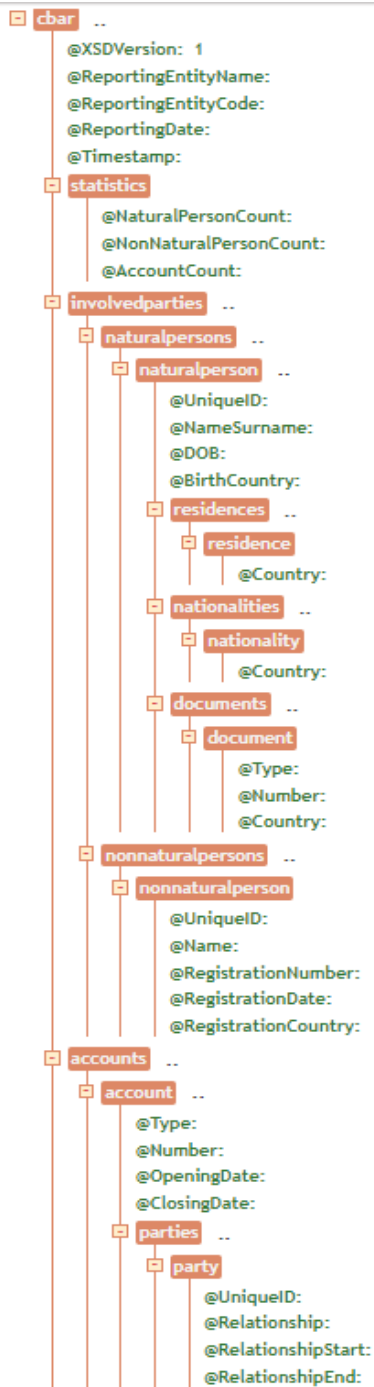 cbar ..
@XSDVersion: 1
@ReportingEntityName:
@ReportingEntityCode:
@ReportingDate:
@Timestamp:
statistics
@NaturalPersonCount:
@NonNaturalPersonCount:
@AccountCount:
involvedparties ..
naturalpersons ..
naturalperson ..
@UniqueID:
@NameSurname:
@DOB:
@BirthCountry:
residences ..
residence
@Country:
nationalities ..
nationality
@Country:
documents ..
document
@Type:
@Number:
@Country:
nonnaturalpersons ..
nonnaturalperson
@UniqueID:
@Name:
@RegistrationNumber:
@RegistrationDate:
@RegistrationCountry:
accounts ..
account ..
@Type:
@Number:
@OpeningDate:
@ClosingDate:
parties ..
party
@UniqueID:
@Relationship:
@RelationshipStart:
@RelationshipEnd: